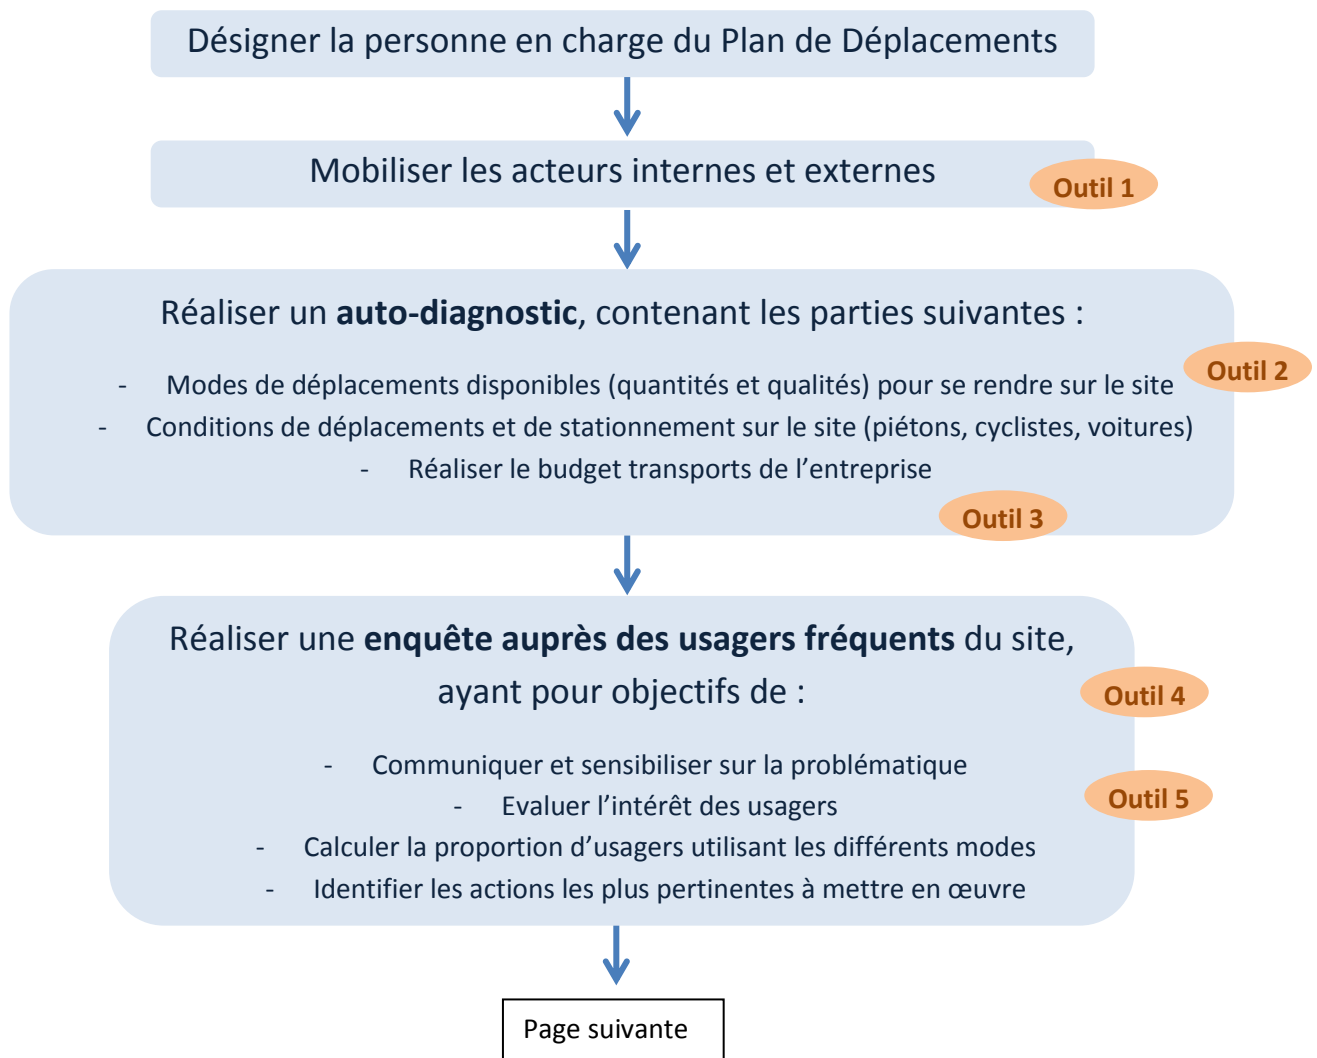 Désigner la personne en charge du Plan de Déplacements
Mobiliser les acteurs internes et externes
Outil 1
Réaliser un auto-diagnostic, contenant les parties suivantes :
Outil 2
- Modes de déplacements disponibles (quantités et qualités) pour se rendre sur le site
- Conditions de déplacements et de stationnement sur le site (piétons, cyclistes, voitures)
- Réaliser le budget transports de l’entreprise
Outil 3
Réaliser une enquête auprès des usagers fréquents du site,
ayant pour objectifs de :
Outil 4
- Communiquer et sensibiliser sur la problématique
- Evaluer l’intérêt des usagers
Outil 5
- Calculer la proportion d’usagers utilisant les différents modes
- Identifier les actions les plus pertinentes à mettre en œuvre
Page suivante